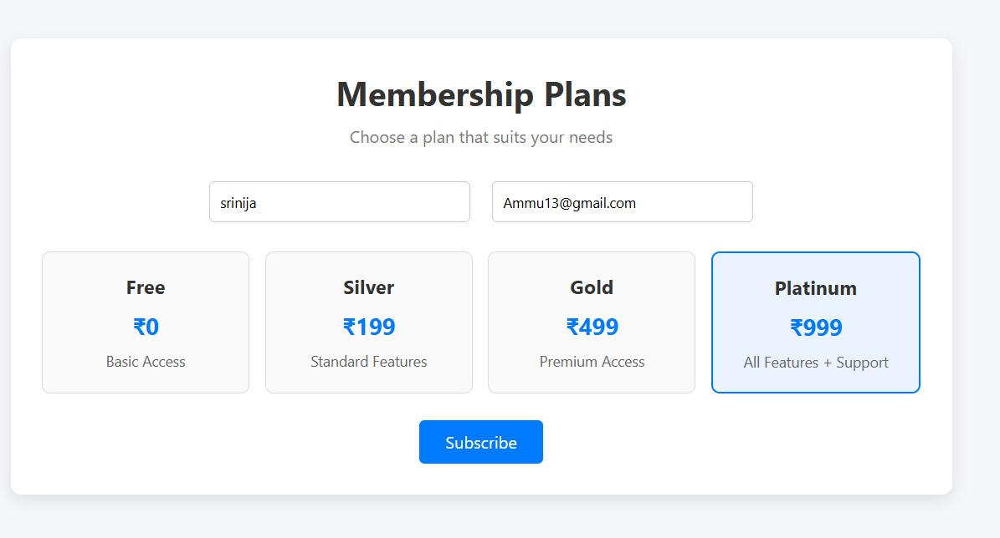 Membership Plans
Choose a plan that suits your needs
srinija
Ammu13@gmail.com
Free
₹0
Basic Access
Silver
₹199
Standard Features
Gold
₹499
Premium Access
Platinum
₹999
All Features + Support
Subscribe